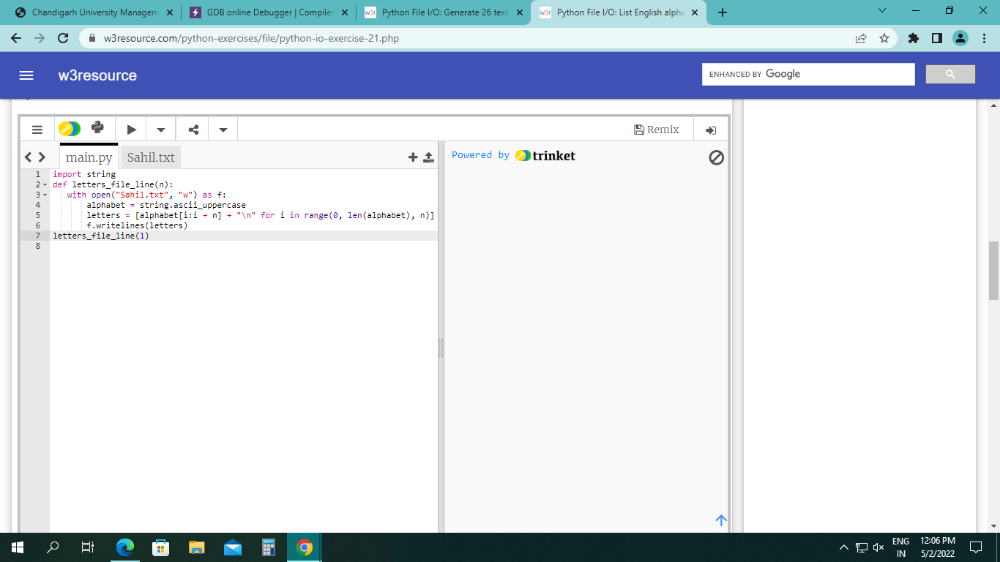 Chandigarh University Managem
GDB online Debugger | Compiler
Python File I/O: Generate 26 text
Python File I/O: List English alpha
w3resource.com/python-exercises/file/python-io-exercise-21.php
w3resource
ENHANCED BY Google
Remix
main.py
Sahil.txt
Powered by trinket
1 import string
2 def letters_file_line(n):
3 with open("Sahil.txt", "w") as f:
4 alphabet = string.ascii_uppercase
5 letters = [alphabet[i:i + n] + "\n" for i in range(0, len(alphabet), n)]
6 f.writelines(letters)
7 letters_file_line(1)
8
ENG
IN
12:06 PM
5/2/2022